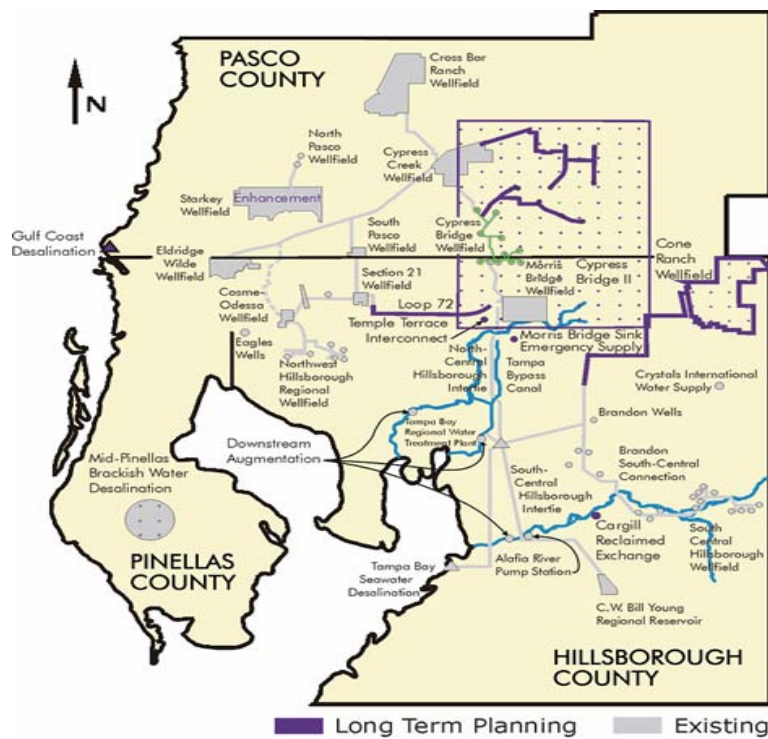 PASCO
COUNTY
Cross Bar
Ranch
Wellfield
N
North
Pasco
Wellfield
Cypress
Creek
Wellfield
Starkey
Wellfield
Enhancement
Gulf Coast
Desalination
Eldridge
Wilde
Wellfield
South
Pasco
Wellfield
Cypress
Bridge
Wellfield
Cone
Ranch
Wellfield
Morris
Bridge
Wellfield
Cypress
Bridge II
Section 21
Wellfield
Cosme-
Odessa
Wellfield
Loop 72
Temple Terrace
Interconnect
Eagles
Wells
Northwest
Hillsborough
Regional
Wellfield
North-
Central
Hillsborough
Intertie
Tampa
Bypass
Canal
Morris Bridge Sink
Emergency Supply
Crystals International
Water Supply
Brandon Wells
Tampa Bay
Regional Water
Treatment Plant
Downstream
Augmentation
Mid-Pinellas
Brackish Water
Desalination
Brandon
South-Central
Connection
South-
Central
Hillsborough
Intertie
Cargill
Reclaimed
Exchange
South
Central
Hillsborough
Wellfield
PINELLAS
COUNTY
Tampa Bay
Seawater
Desalination
Alafia River
Pump Station
C.W. Bill Young
Regional Reservoir
HILLSBOROUGH
COUNTY
Long Term Planning
Existing